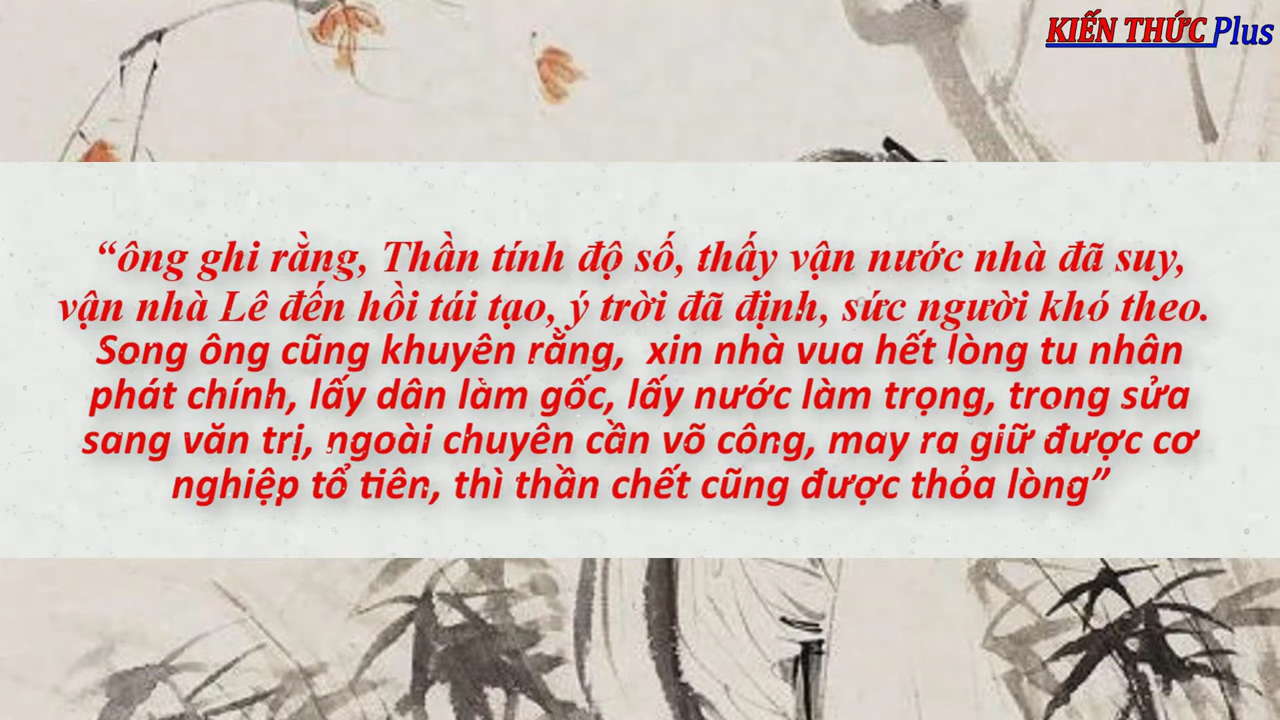 KIẾN THỨC Plus
“ông ghi rằng, Thần tính độ số, thấy vận nước nhà đã suy,
vận nhà Lê đến hồi tái tạo, ý trời đã định, sức người khó theo.
Song ông cũng khuyên rằng, xin nhà vua hết lòng tu nhân
phát chính, lấy dân làm gốc, lấy nước làm trọng, trong sửa
sang văn trị, ngoài chuyên cần võ công, may ra giữ được cơ
nghiệp tổ tiên, thì thần chết cũng được thỏa lòng”